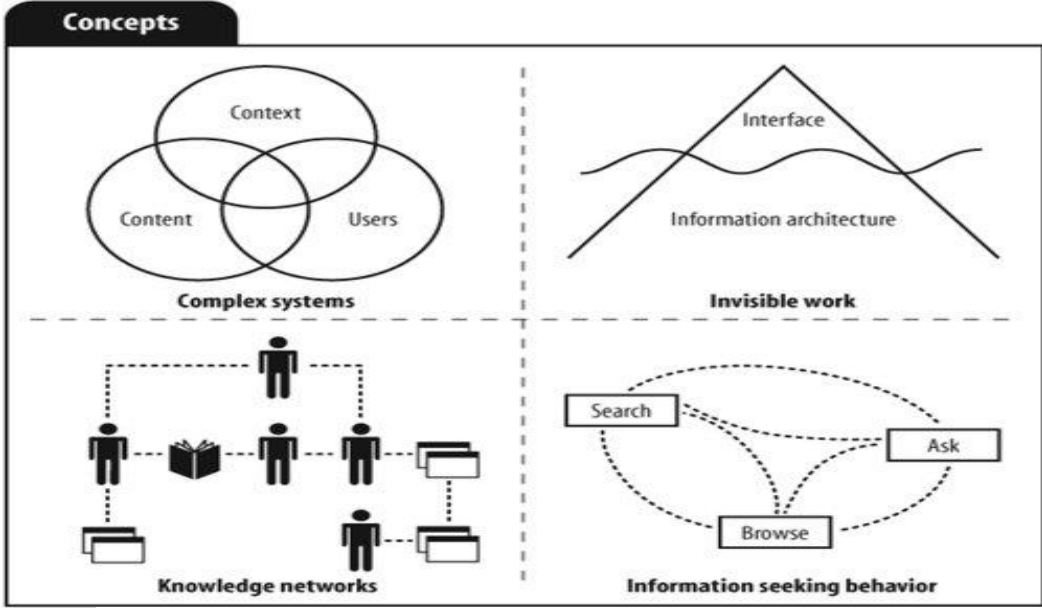 Concepts
Context
Content
Users
Complex systems
Interface
Information architecture
Invisible work
Knowledge networks
Search
Ask
Browse
Information seeking behavior